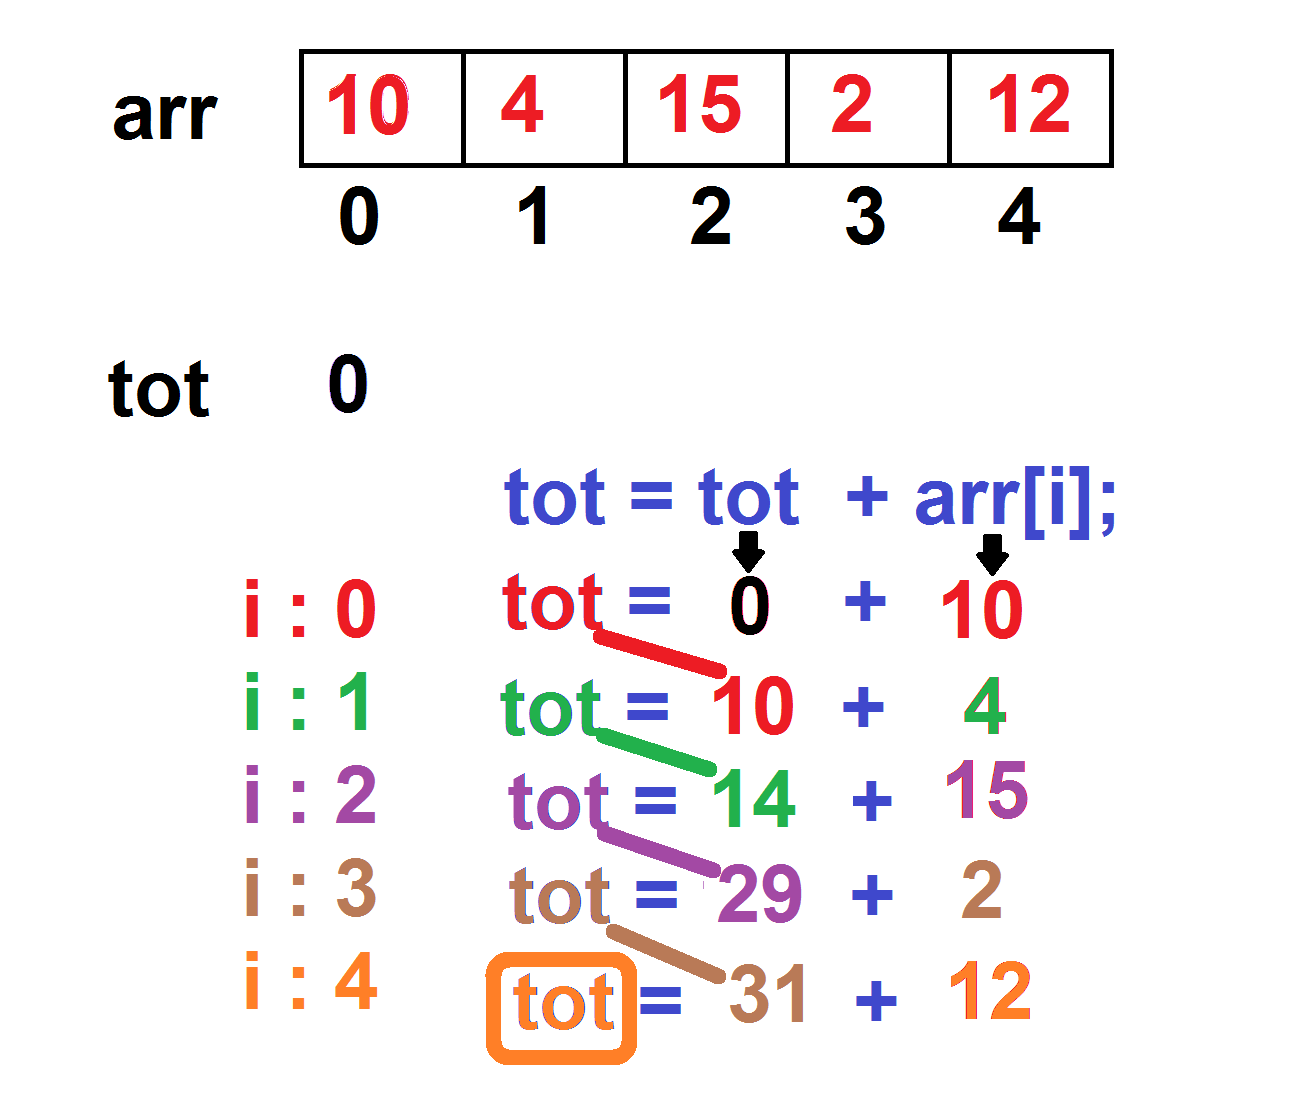 arr 10 4 15 2 12
0 1 2 3 4
tot 0
tot = tot + arr[i];
i : 0 tot = 0 + 10
i : 1 tot = 10 + 4
i : 2 tot = 14 + 15
i : 3 tot = 29 + 2
i : 4 tot = 31 + 12